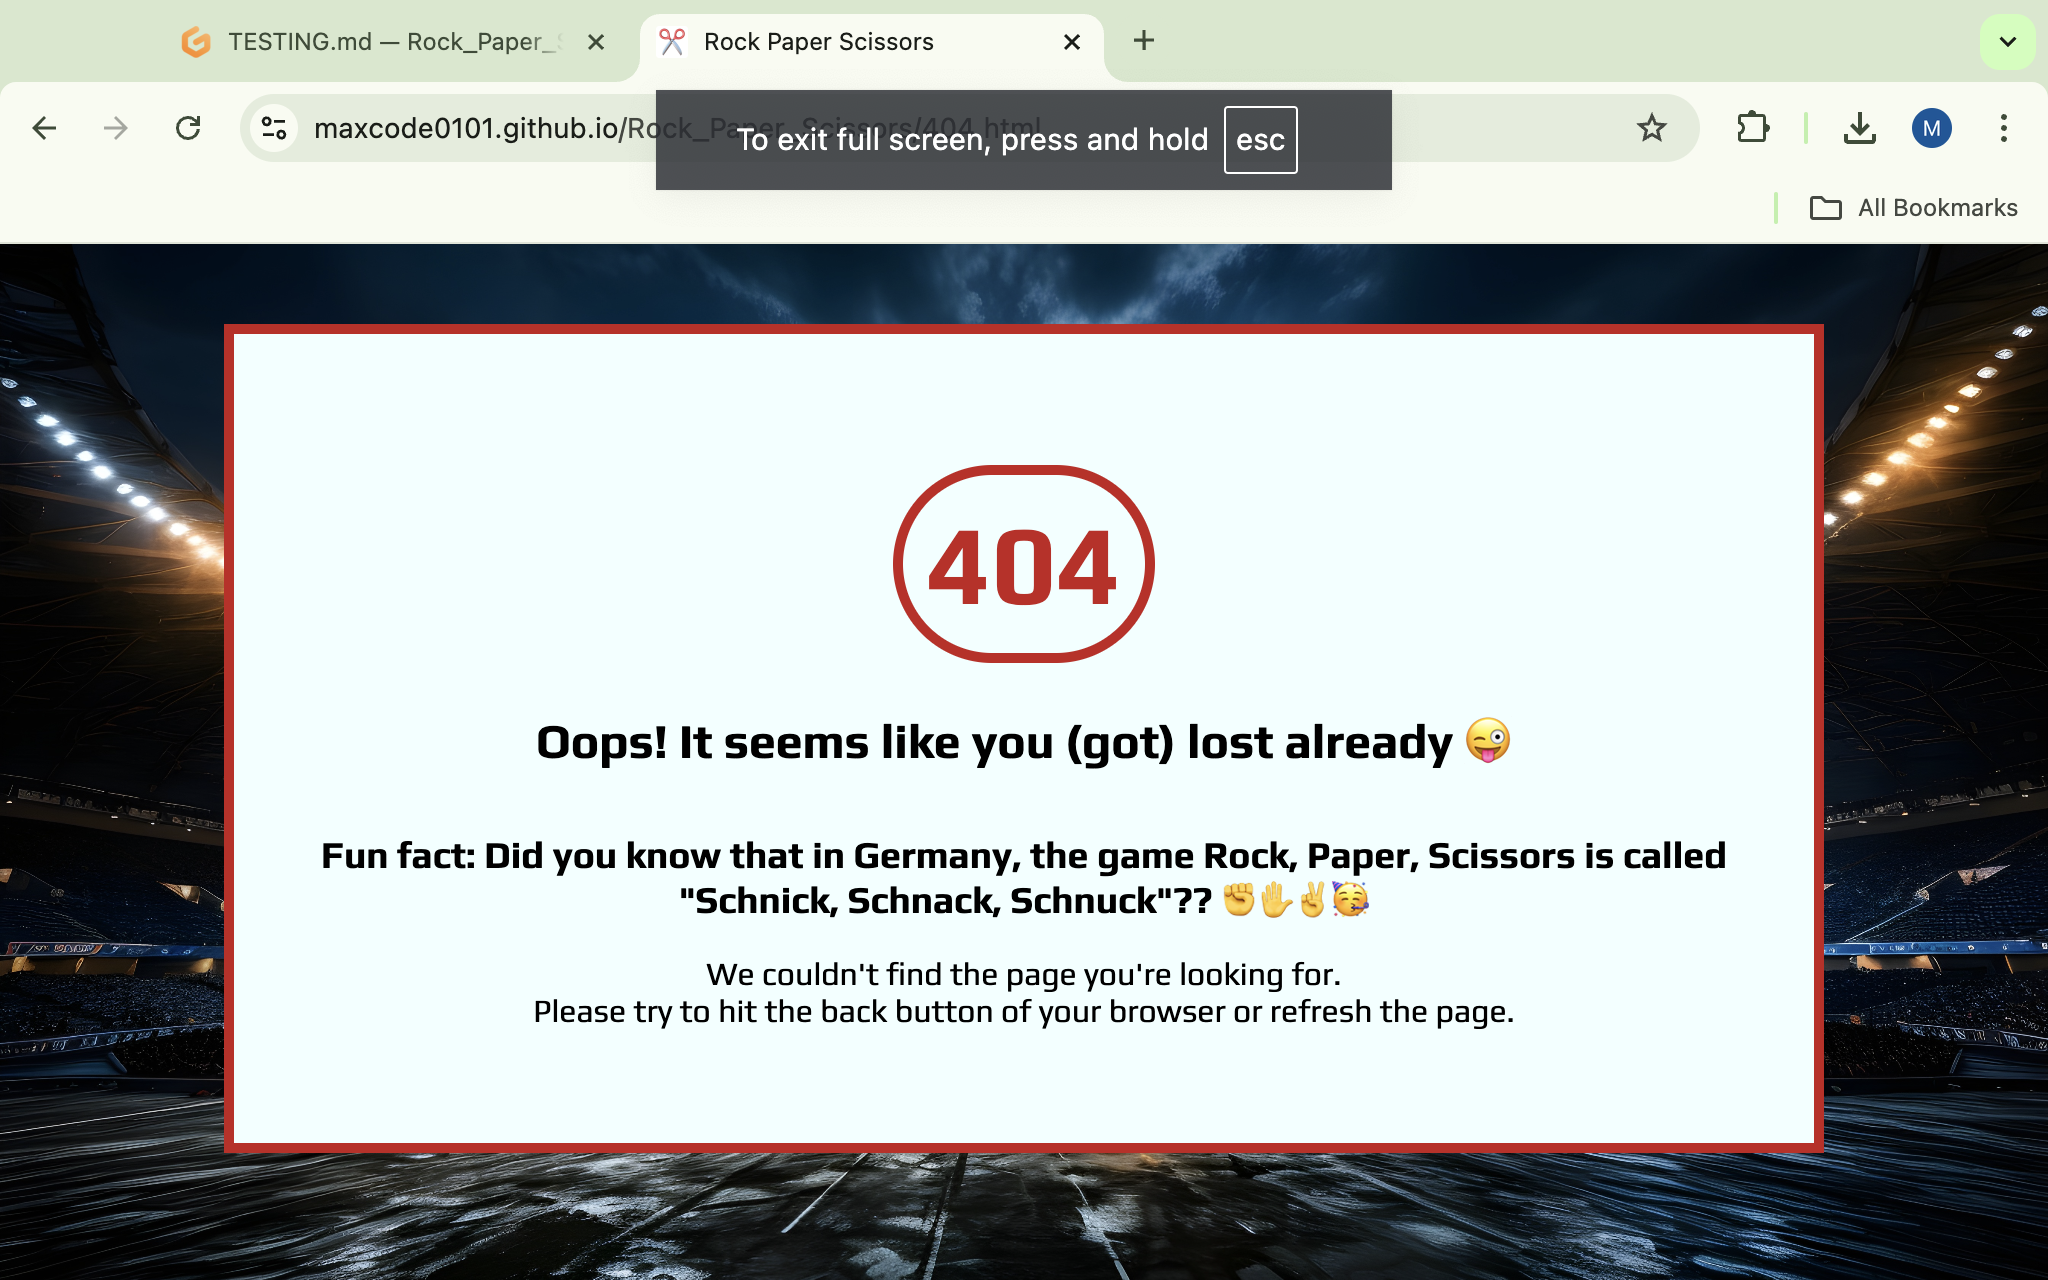 TESTING.md — Rock_Paper_
Rock Paper Scissors
maxcode0101.github.io/Rock_Paper_Scissors/404.html
To exit full screen, press and hold esc
M
All Bookmarks
404
Oops! It seems like you (got) lost already 😜
Fun fact: Did you know that in Germany, the game Rock, Paper, Scissors is called
"Schnick, Schnack, Schnuck"?? ✊✋✌️🥳
We couldn't find the page you're looking for.
Please try to hit the back button of your browser or refresh the page.